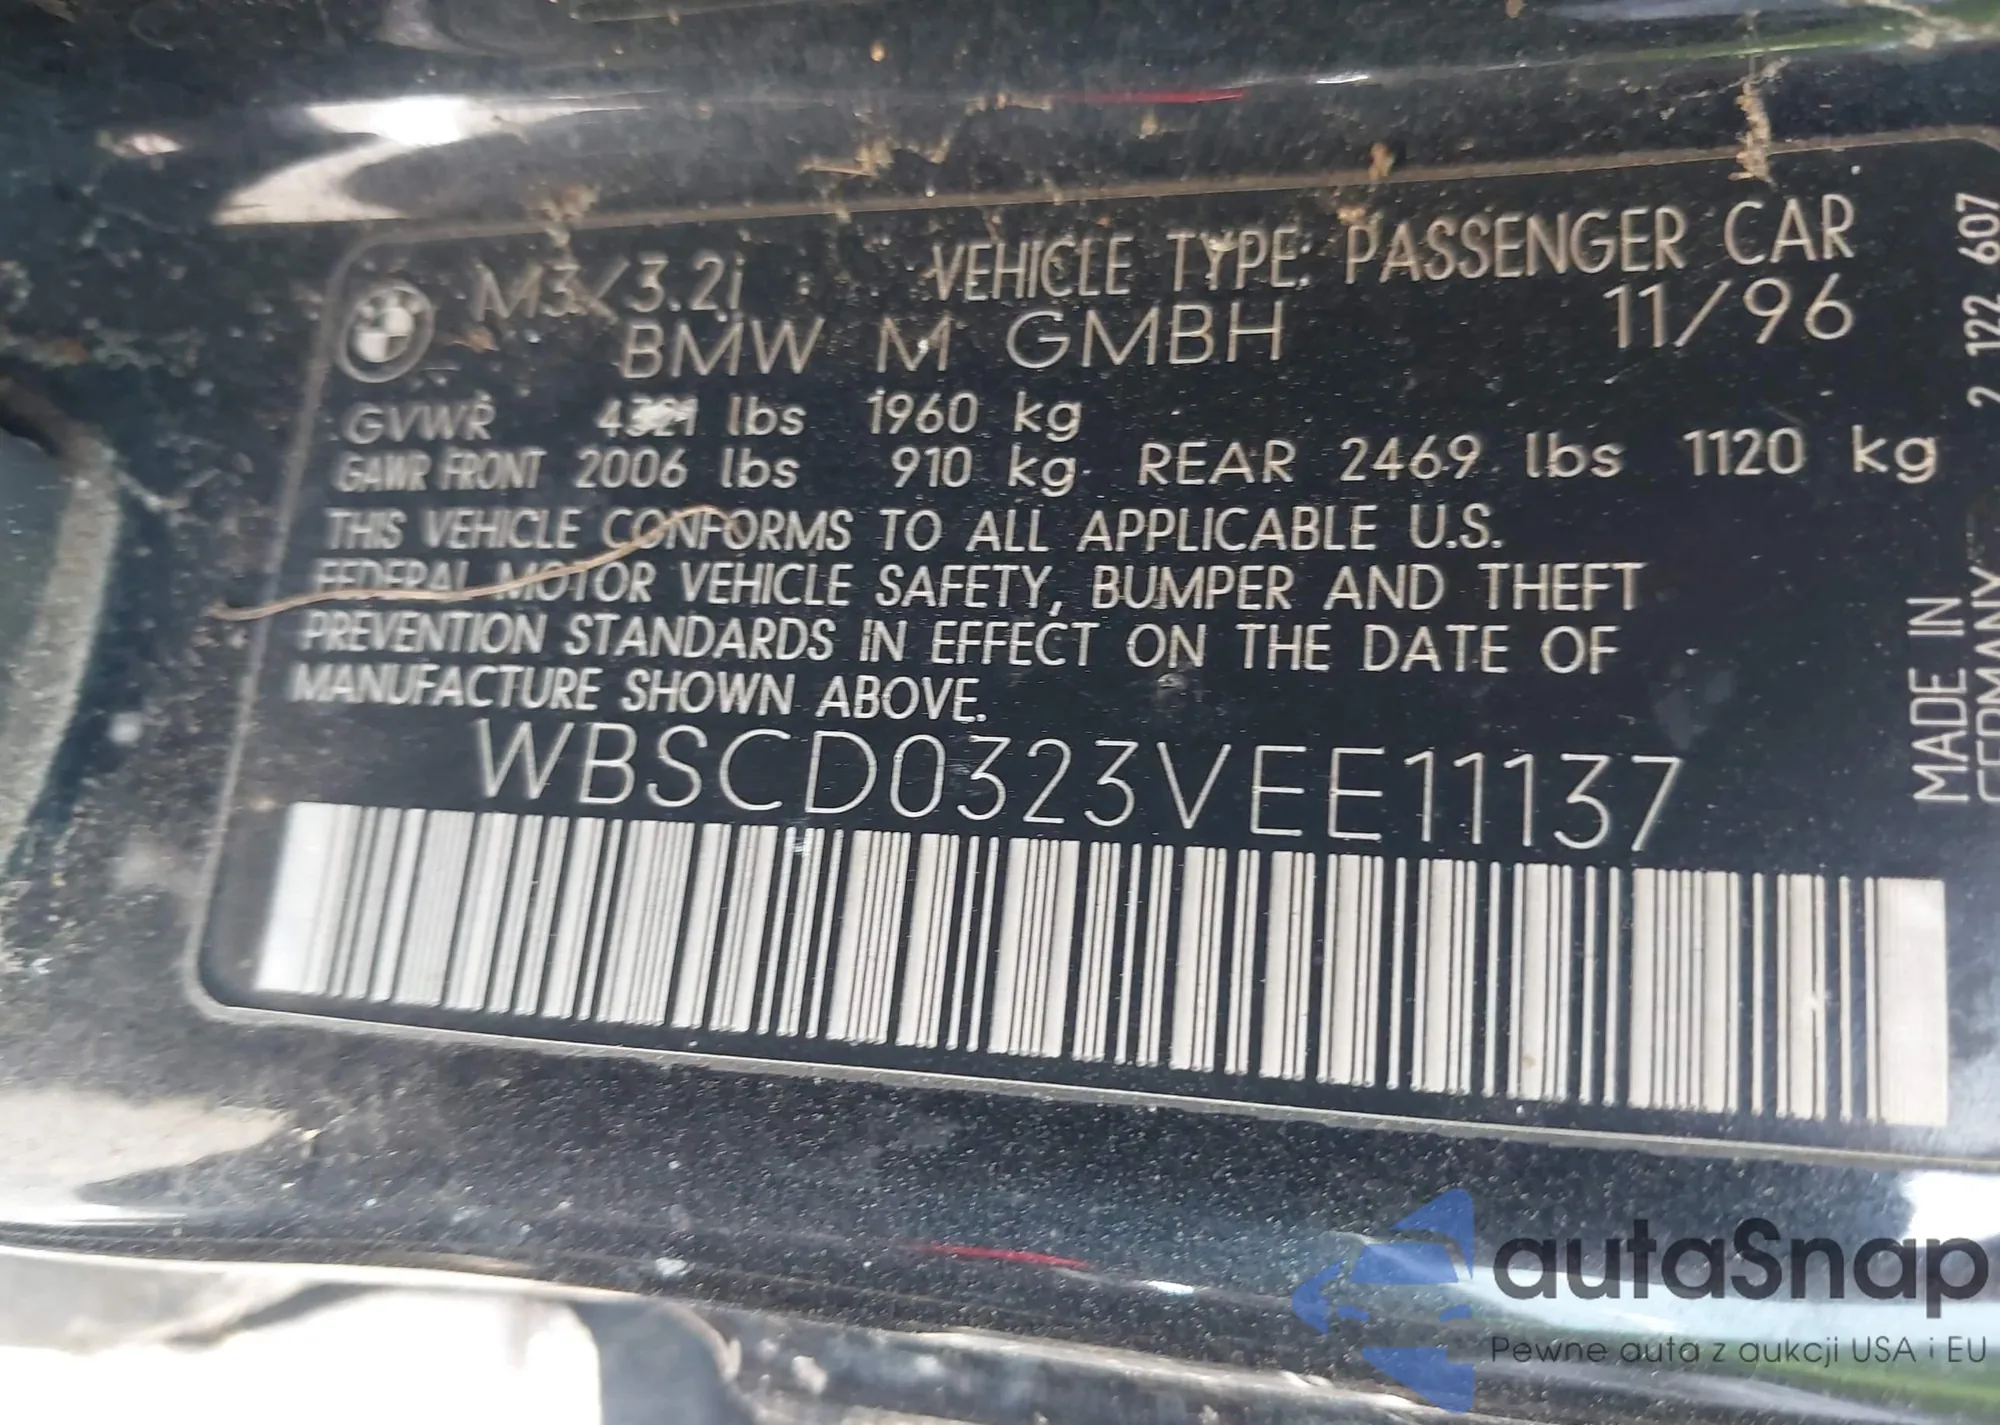 M3/3.2i VEHICLE TYPE: PASSENGER CAR
BMW M GMBH 11/96
GVWR 4321 lbs 1960 kg
GAWR FRONT 2006 lbs 910 kg REAR 2469 lbs 1120 kg
THIS VEHICLE CONFORMS TO ALL APPLICABLE U.S.
FEDERAL MOTOR VEHICLE SAFETY, BUMPER AND THEFT
PREVENTION STANDARDS IN EFFECT ON THE DATE OF
MANUFACTURE SHOWN ABOVE.
WBSCD0323VEE11137
MADE IN
GERMANY
2 122 607
autaSnap
Pewne auta z aukcji USA i EU